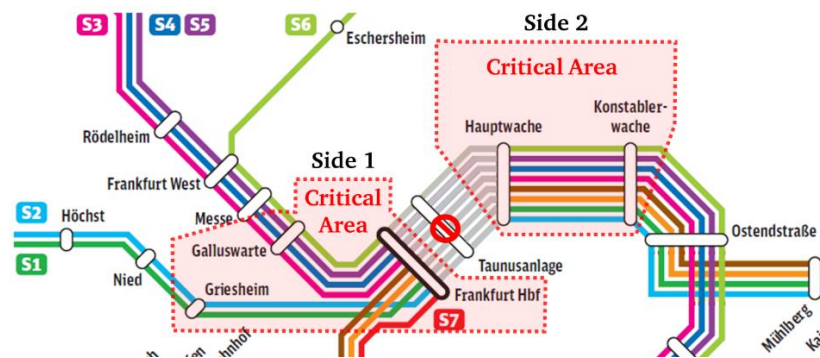 S3
S4
S5
S6
Eschersheim
Side 2
Critical Area
Konstabler-
wache
Hauptwache
Rödelheim
Side 1
Frankfurt West
Critical
Area
Messe
S2
Höchst
Galluswarte
Ostendstraße
S1
Nied
Griesheim
Taunusanlage
Frankfurt Hbf
S7
Mühlberg